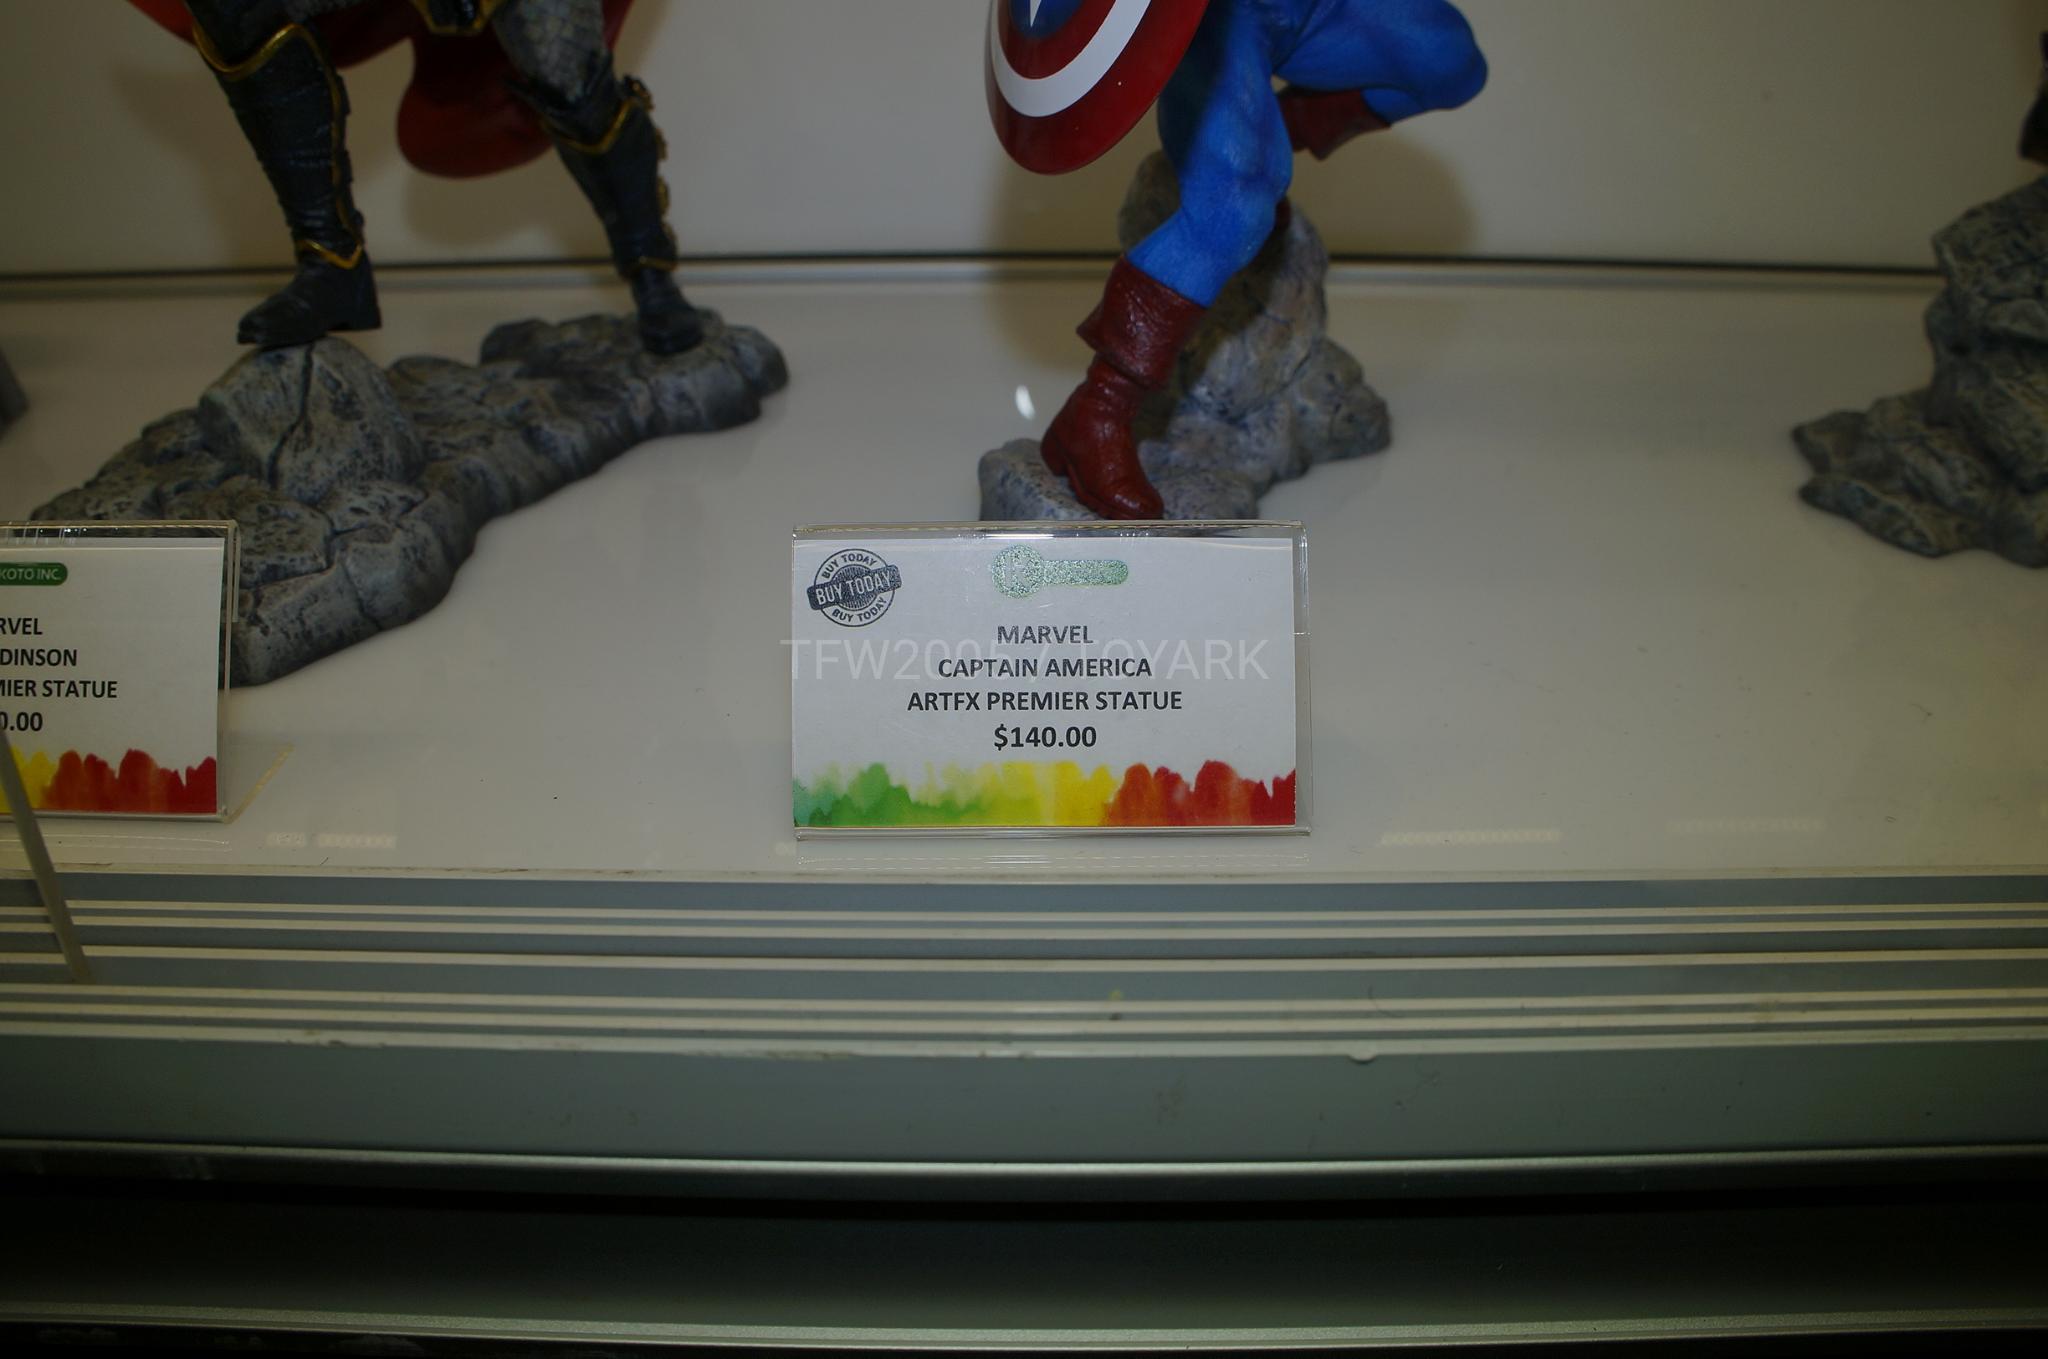 KOTO INC.
RVEL
DINSON
MIER STATUE
0.00
BUY TODAY
BUY TODAY
BUY TODAY
MARVEL
CAPTAIN AMERICA
ARTFX PREMIER STATUE
$140.00
TFW2005 / TOYARK